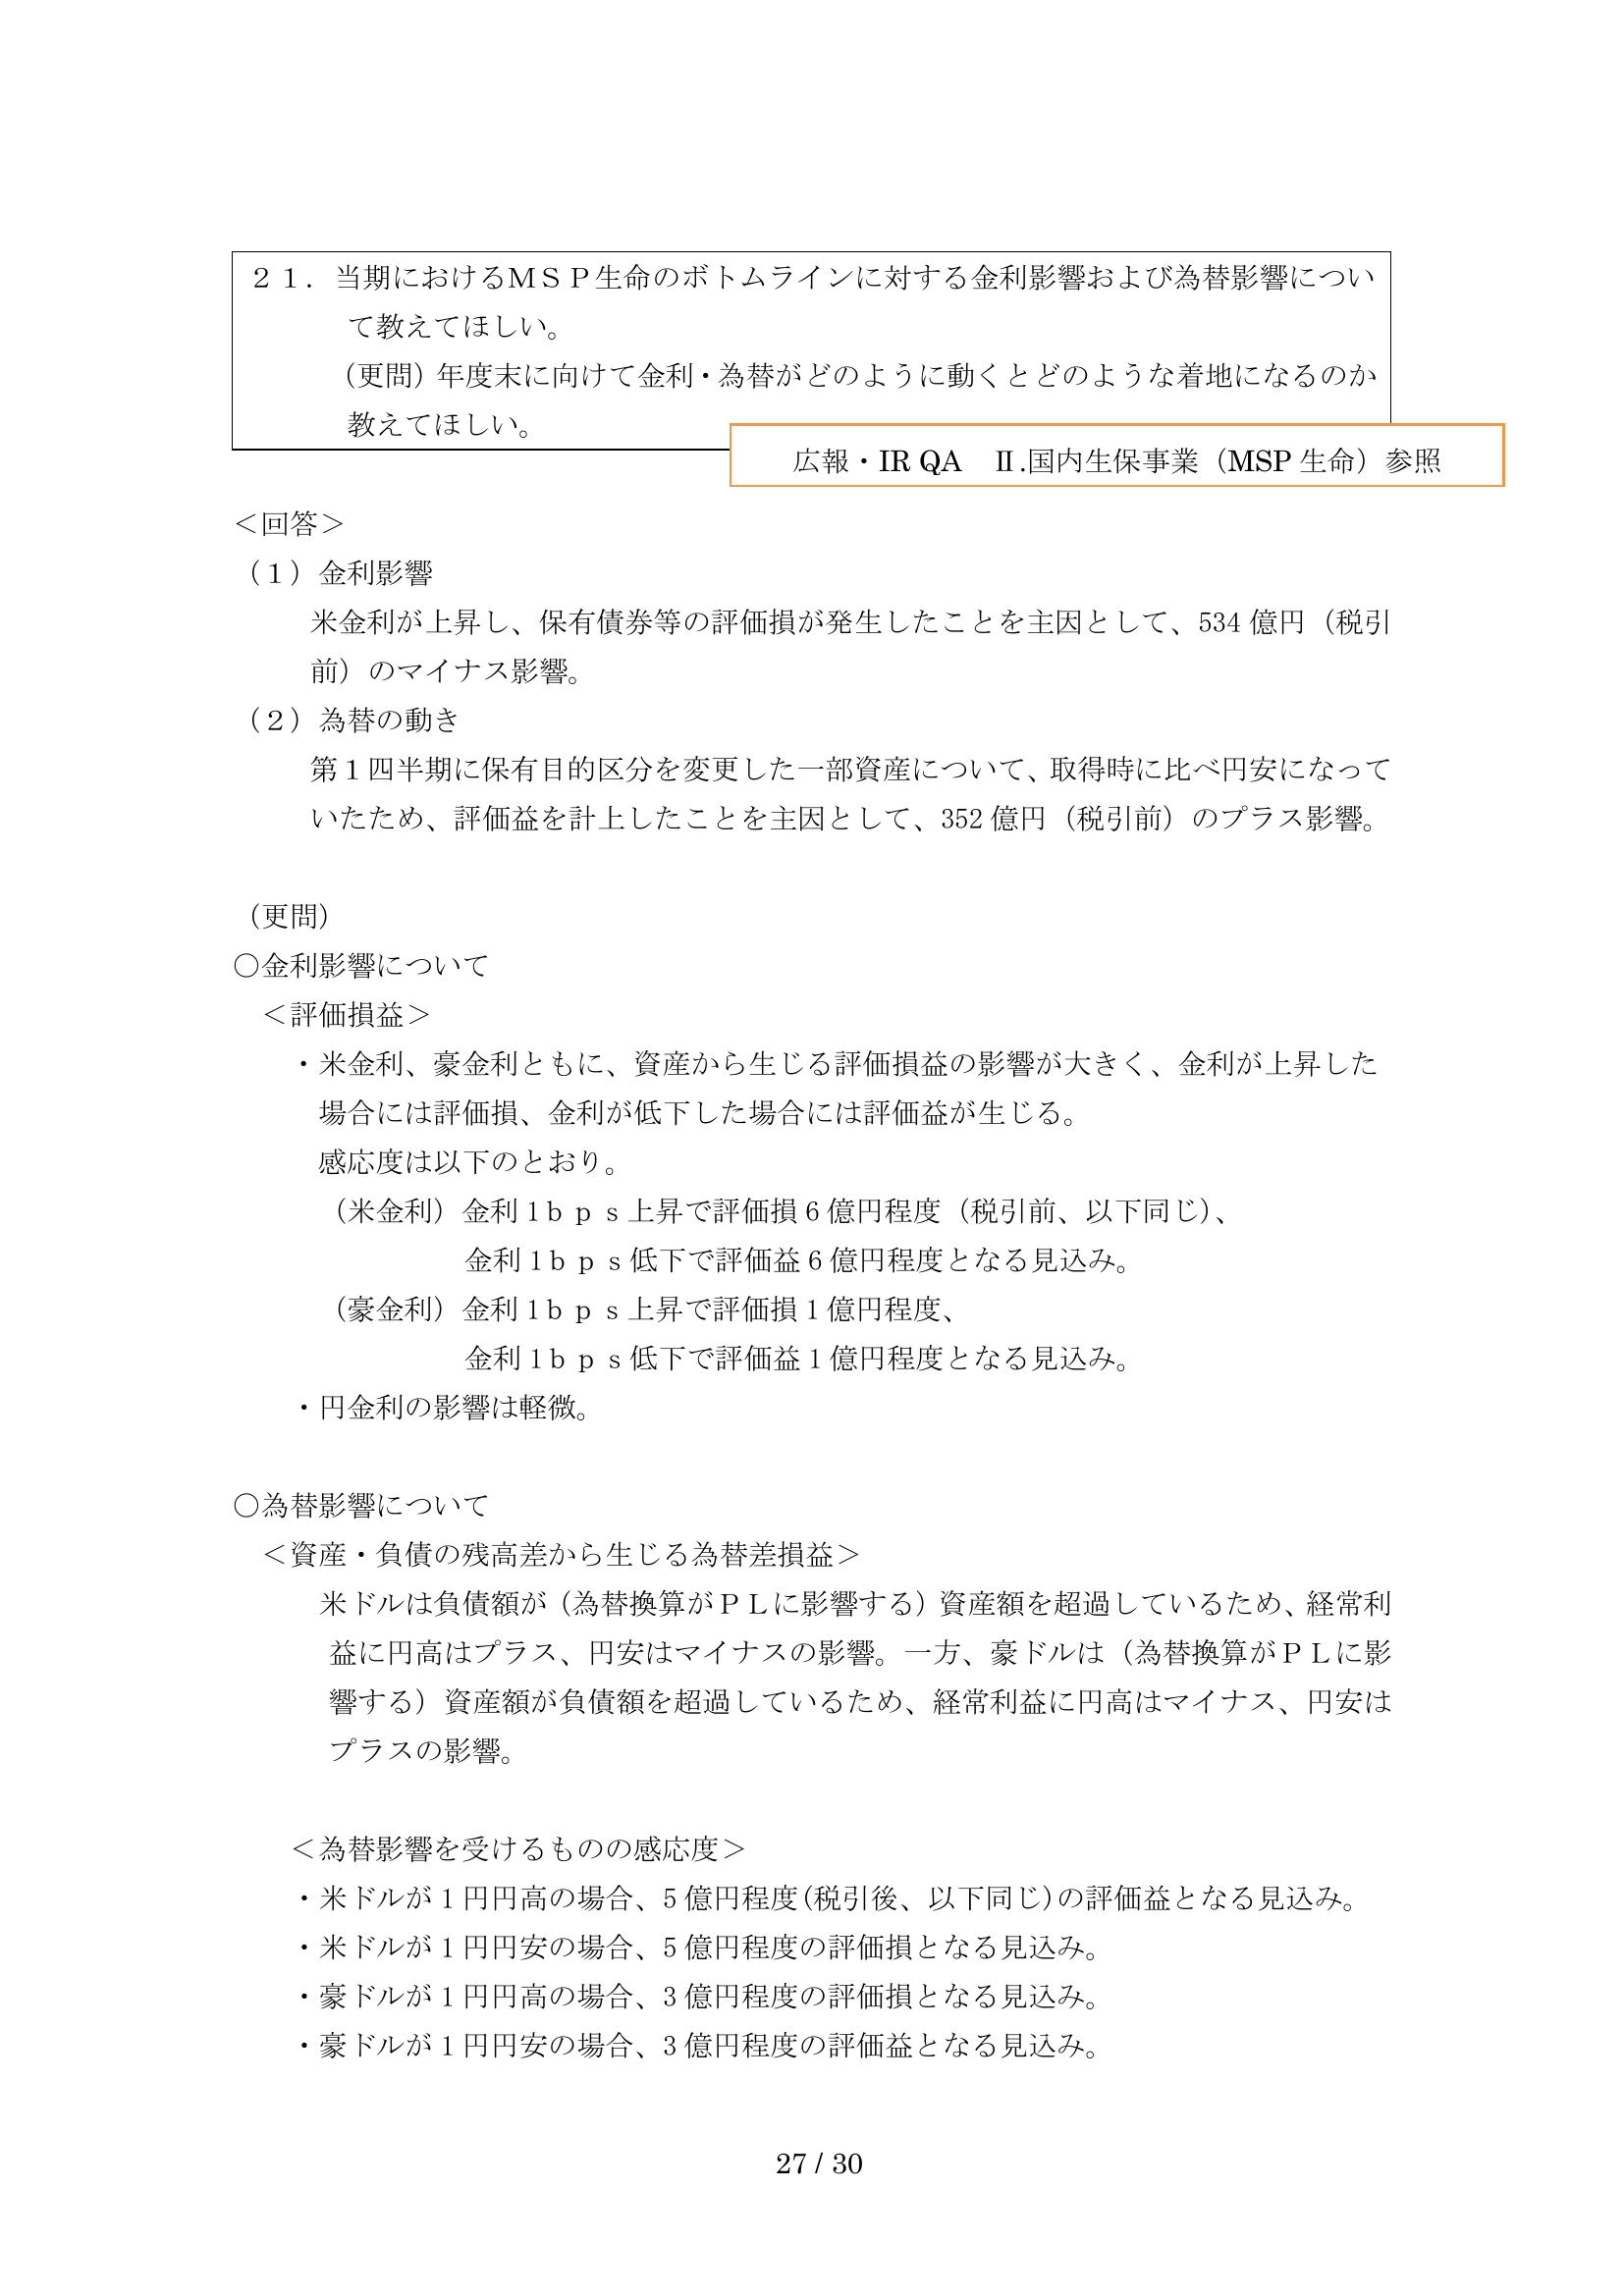 ２１．当期におけるＭＳＰ生命のボトムラインに対する金利影響および為替影響につい
て教えてほしい。
（更問）年度末に向けて金利・為替がどのように動くとどのような着地になるのか
教えてほしい。
広報・IR QA　Ⅱ.国内生保事業（MSP 生命）参照
＜回答＞
（１）金利影響
米金利が上昇し、保有債券等の評価損が発生したことを主因として、534 億円（税引
前）のマイナス影響。
（２）為替の動き
第１四半期に保有目的区分を変更した一部資産について、取得時に比べ円安になって
いたため、評価益を計上したことを主因として、352 億円（税引前）のプラス影響。
（更問）
○金利影響について
＜評価損益＞
・米金利、豪金利ともに、資産から生じる評価損益の影響が大きく、金利が上昇した
場合には評価損、金利が低下した場合には評価益が生じる。
感応度は以下のとおり。
（米金利）金利 1ｂｐｓ上昇で評価損 6 億円程度（税引前、以下同じ）、
金利 1ｂｐｓ低下で評価益 6 億円程度となる見込み。
（豪金利）金利 1ｂｐｓ上昇で評価損 1 億円程度、
金利 1ｂｐｓ低下で評価益 1 億円程度となる見込み。
・円金利の影響は軽微。
○為替影響について
＜資産・負債の残高差から生じる為替差損益＞
米ドルは負債額が（為替換算がＰＬに影響する）資産額を超過しているため、経常利
益に円高はプラス、円安はマイナスの影響。一方、豪ドルは（為替換算がＰＬに影
響する）資産額が負債額を超過しているため、経常利益に円高はマイナス、円安は
プラスの影響。
＜為替影響を受けるものの感応度＞
・米ドルが 1 円円高の場合、5 億円程度(税引後、以下同じ)の評価益となる見込み。
・米ドルが 1 円円安の場合、5 億円程度の評価損となる見込み。
・豪ドルが 1 円円高の場合、3 億円程度の評価損となる見込み。
・豪ドルが 1 円円安の場合、3 億円程度の評価益となる見込み。
27 / 30